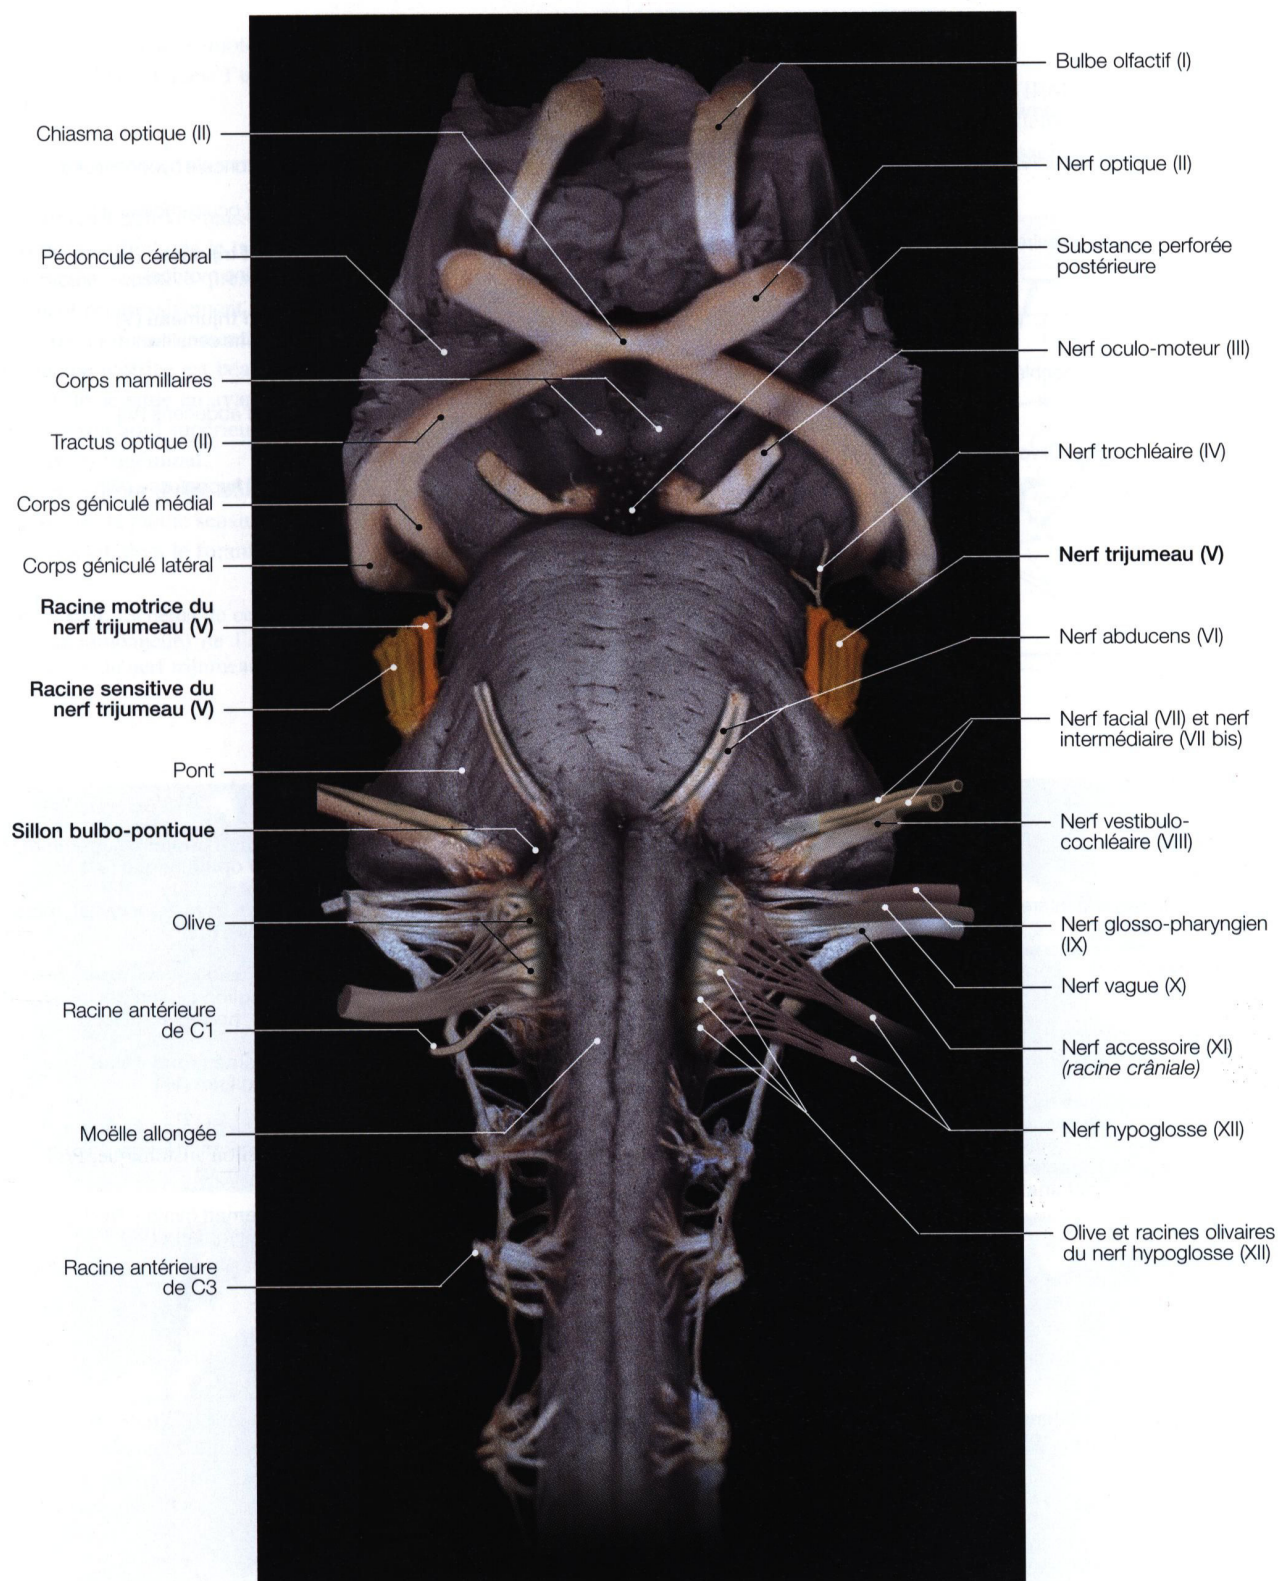 Chiasma optique (II)
Pédoncule cérébral
Corps mamillaires
Tractus optique (II)
Corps géniculé médial
Corps géniculé latéral
Racine motrice du
nerf trijumeau (V)
Racine sensitive du
nerf trijumeau (V)
Pont
Sillon bulbo-pontique
Olive
Racine antérieure
de C1
Moëlle allongée
Racine antérieure
de C3
Bulbe olfactif (I)
Nerf optique (II)
Substance perforée
postérieure
Nerf oculo-moteur (III)
Nerf trochléaire (IV)
Nerf trijumeau (V)
Nerf abducens (VI)
Nerf facial (VII) et nerf
intermédiaire (VII bis)
Nerf vestibulo-
cochléaire (VIII)
Nerf glosso-pharyngien
(IX)
Nerf vague (X)
Nerf accessoire (XI)
(racine crâniale)
Nerf hypoglosse (XII)
Olive et racines olivaires
du nerf hypoglosse (XII)